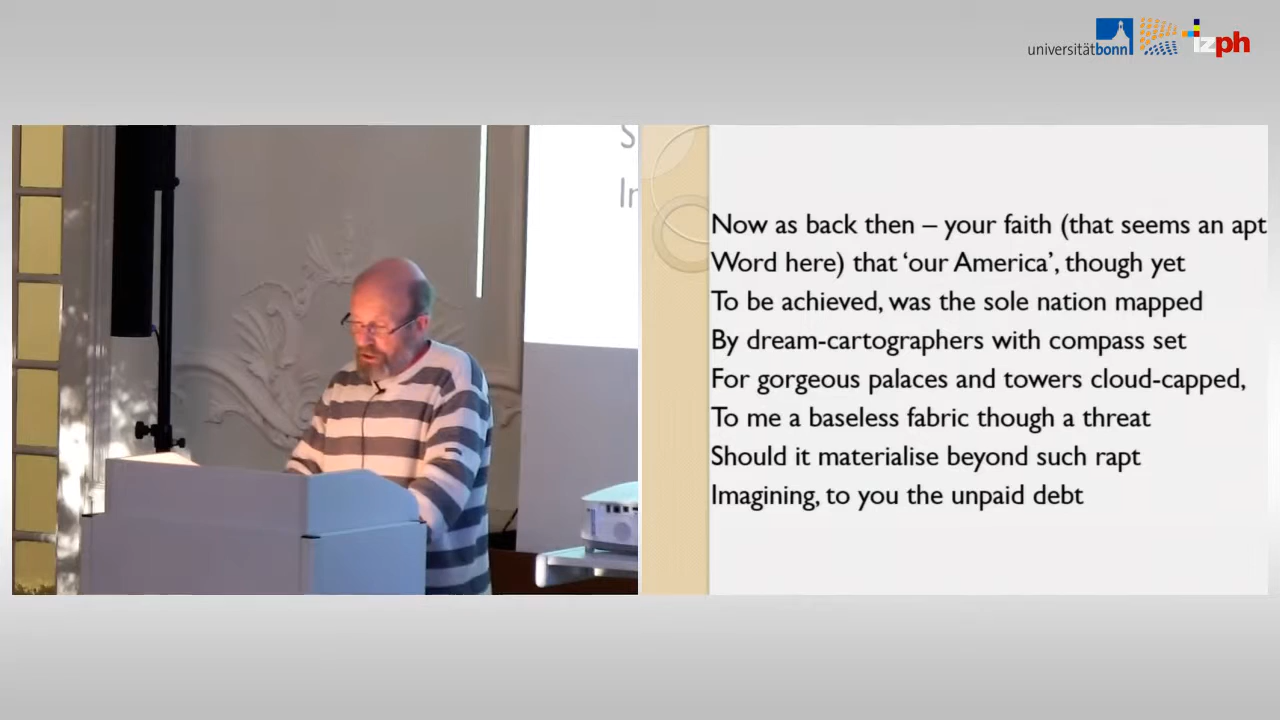 universitätbonn
izph
S
In
Now as back then – your faith (that seems an apt
Word here) that ‘our America’, though yet
To be achieved, was the sole nation mapped
By dream-cartographers with compass set
For gorgeous palaces and towers cloud-capped,
To me a baseless fabric though a threat
Should it materialise beyond such rapt
Imagining, to you the unpaid debt